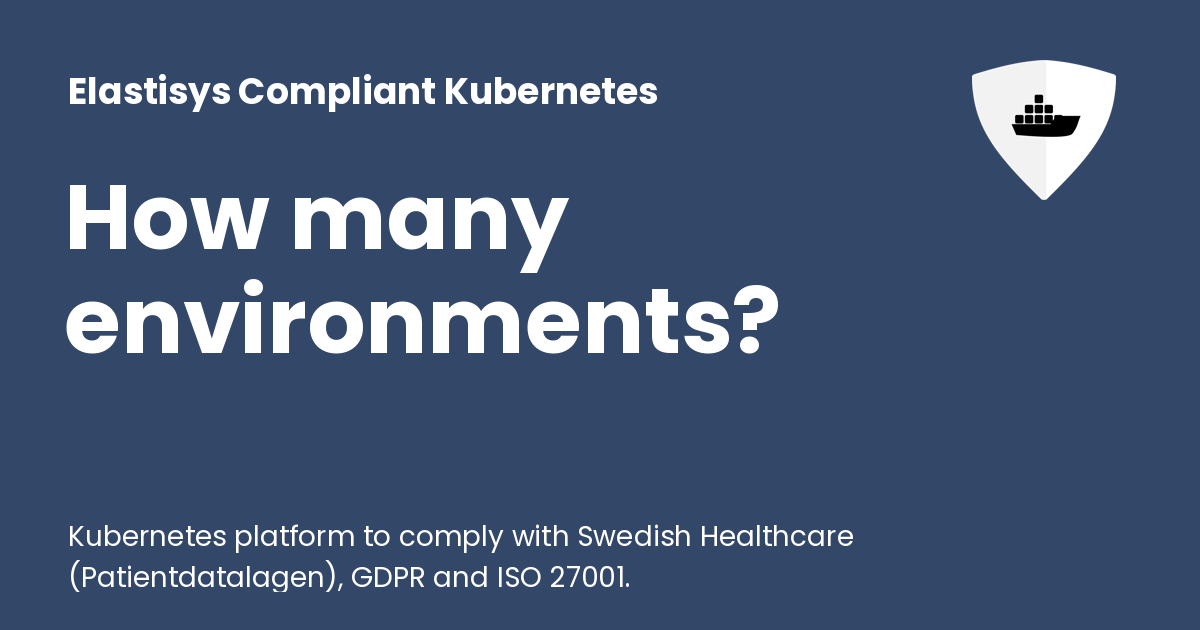 Elastisys Compliant Kubernetes
How many
environments?
Kubernetes platform to comply with Swedish Healthcare
(Patientdatalagen), GDPR and ISO 27001.